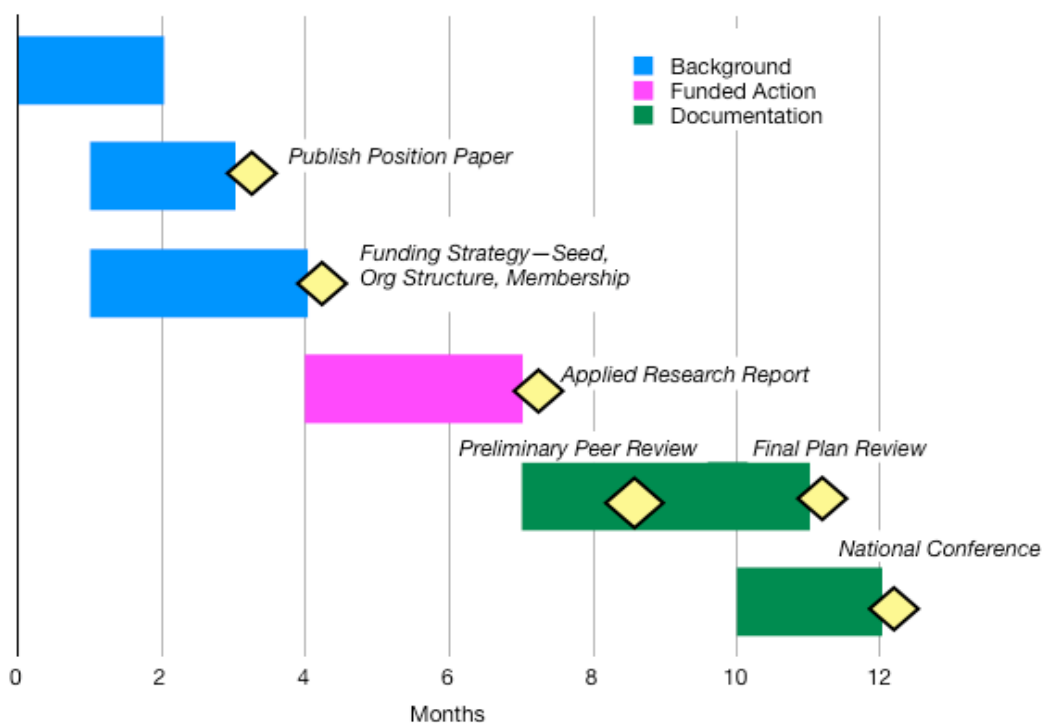 Background
Funded Action
Documentation
Publish Position Paper
Funding Strategy—Seed,
Org Structure, Membership
Applied Research Report
Preliminary Peer Review
Final Plan Review
National Conference
0 2 4 6 8 10 12
Months